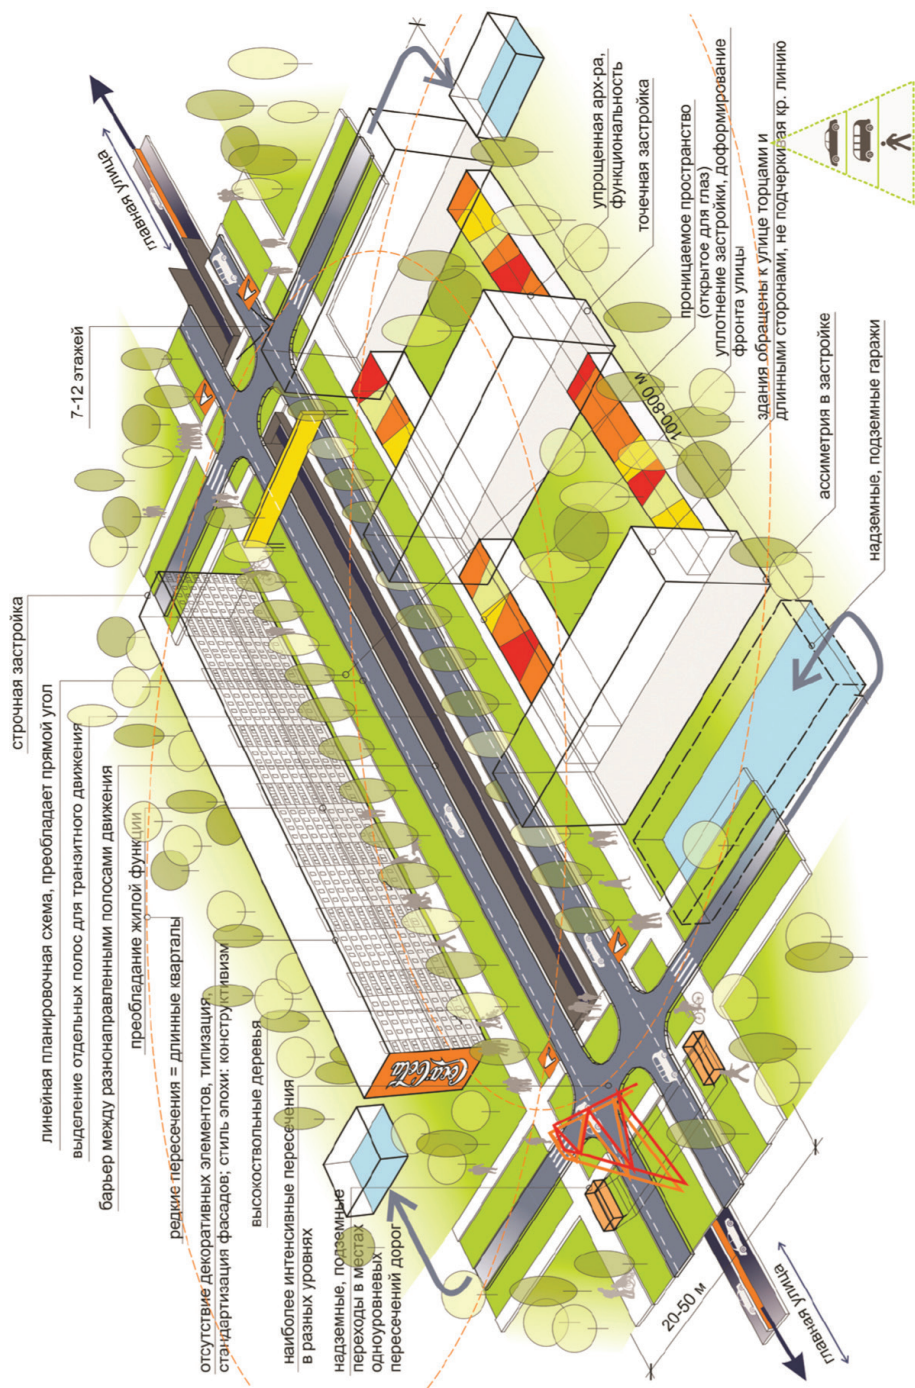 строчная застройка
линейная планировочная схема, преобладает прямой угол
выделение отдельных полос для транзитного движения
барьер между разнонаправленными полосами движения
преобладание жилой функции
редкие пересечения = длинные кварталы
отсутствие декоративных элементов, типизация,
стандартизация фасадов; стиль эпохи: конструктивизм
высокоствольные деревья
наиболее интенсивные пересечения
в разных уровнях
надземные, подземные
переходы в местах
одноуровневых
пересечений дорог
7-12 этажей
главная улица
Coca-Cola
упрощенная арх-ра,
функциональность
точечная застройка
проницаемое пространство
(открытое для глаз)
уплотнение застройки, доформирование
фронта улицы
здания обращены к улице торцами и
длинными сторонами, не подчеркивая кр. линию
ассиметрия в застройке
надземные, подземные гаражи
100-800 м
20-50 м
главная улица